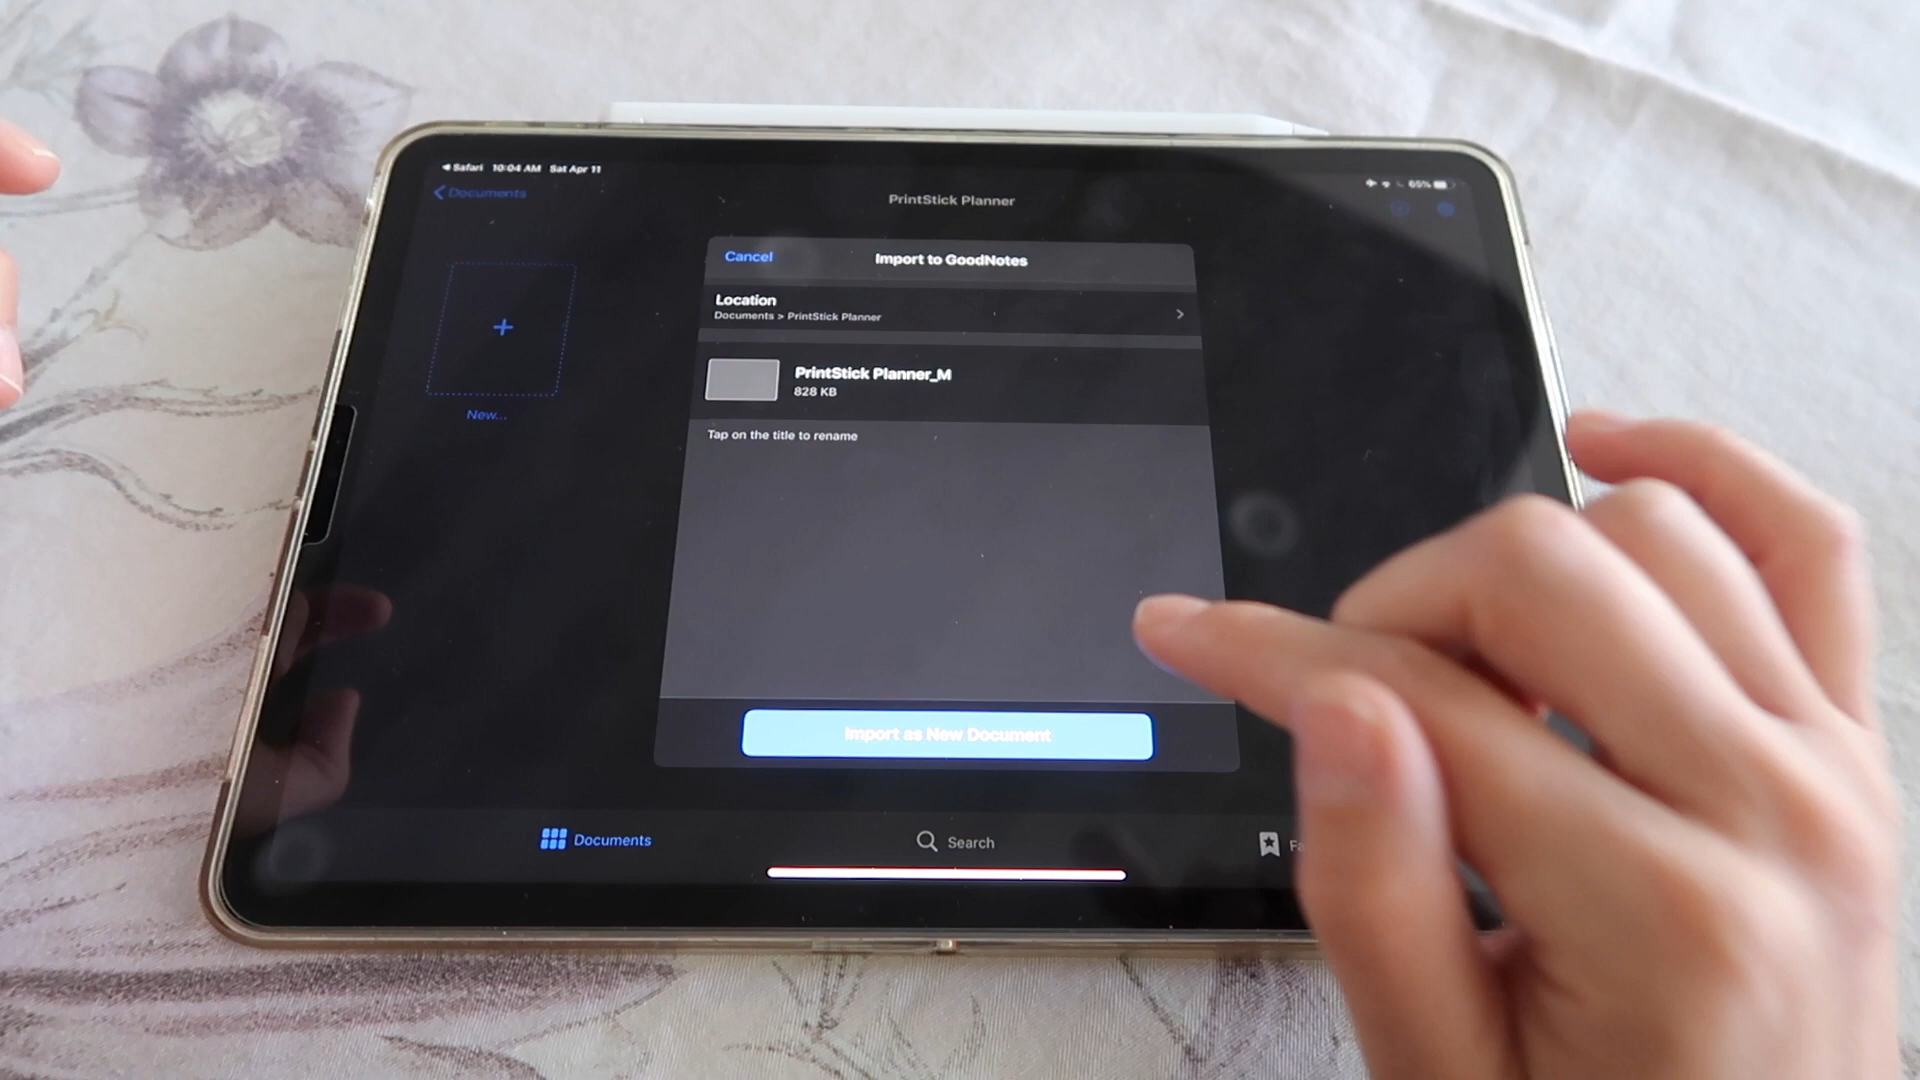 Safari 10:04 AM Sat Apr 11
65%
Documents
PrintStick Planner
Cancel
Import to GoodNotes
Location
Documents > PrintStick Planner
PrintStick Planner_M
828 KB
New...
Tap on the title to rename
Import as New Document
Documents
Search
Fa